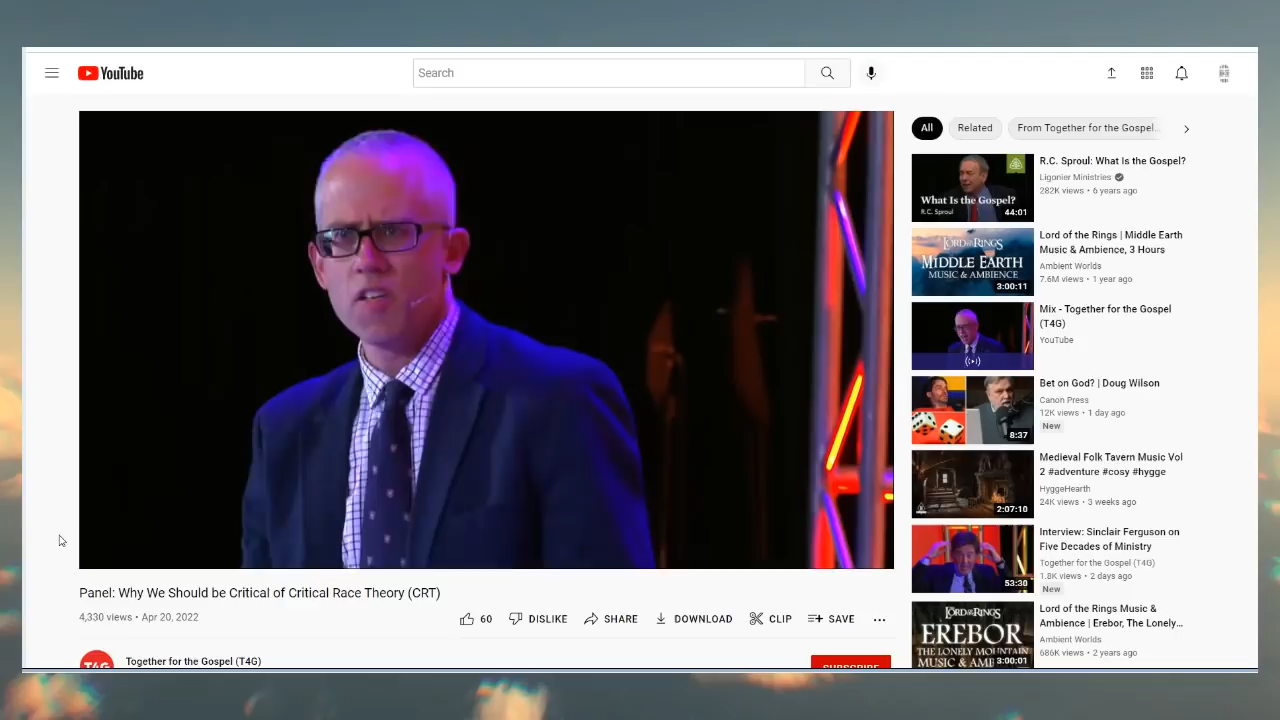 YouTube
Search
All
Related
From Together for the Gospel...
R.C. Sproul: What Is the Gospel?
Ligonier Ministries
282K views • 6 years ago
What Is the Gospel?
R.C. Sproul
44:01
Lord of the Rings | Middle Earth
Music & Ambience, 3 Hours
Ambient Worlds
7.6M views • 1 year ago
LORD OF THE RINGS
MIDDLE EARTH
MUSIC & AMBIENCE
3:00:11
Mix - Together for the Gospel
(T4G)
YouTube
Bet on God? | Doug Wilson
Canon Press
12K views • 1 day ago
New
8:37
Medieval Folk Tavern Music Vol
2 #adventure #cosy #hygge
HyggeHearth
24K views • 3 weeks ago
2:07:10
Interview: Sinclair Ferguson on
Five Decades of Ministry
Together for the Gospel (T4G)
1.8K views • 2 days ago
New
53:30
Lord of the Rings Music &
Ambience | Erebor, The Lonely...
Ambient Worlds
686K views • 2 years ago
LORD OF THE RINGS
EREBOR
THE LONELY MOUNTAIN
MUSIC & AMB
3:00:01
Panel: Why We Should be Critical of Critical Race Theory (CRT)
4,330 views • Apr 20, 2022
60
DISLIKE
SHARE
DOWNLOAD
CLIP
SAVE
T4G
Together for the Gospel (T4G)
SUBSCRIBE